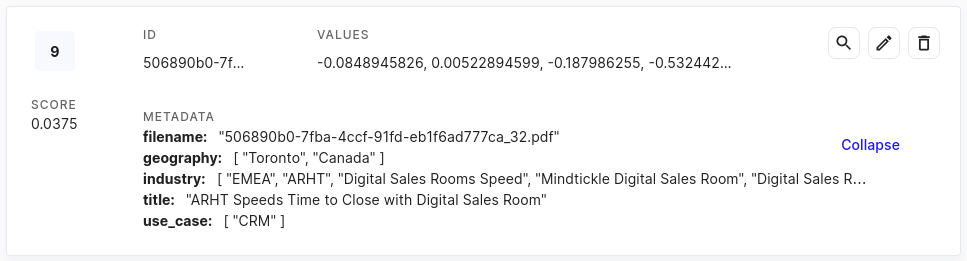 9
ID
VALUES
506890b0-7f...
-0.0848945826, 0.00522894599, -0.187986255, -0.532442...
SCORE
0.0375
METADATA
filename: "506890b0-7fba-4ccf-91fd-eb1f6ad777ca_32.pdf"
geography: [ "Toronto", "Canada" ]
Collapse
industry: [ "EMEA", "ARHT", "Digital Sales Rooms Speed", "Mindtickle Digital Sales Room", "Digital Sales R...
title: "ARHT Speeds Time to Close with Digital Sales Room"
use_case: [ "CRM" ]